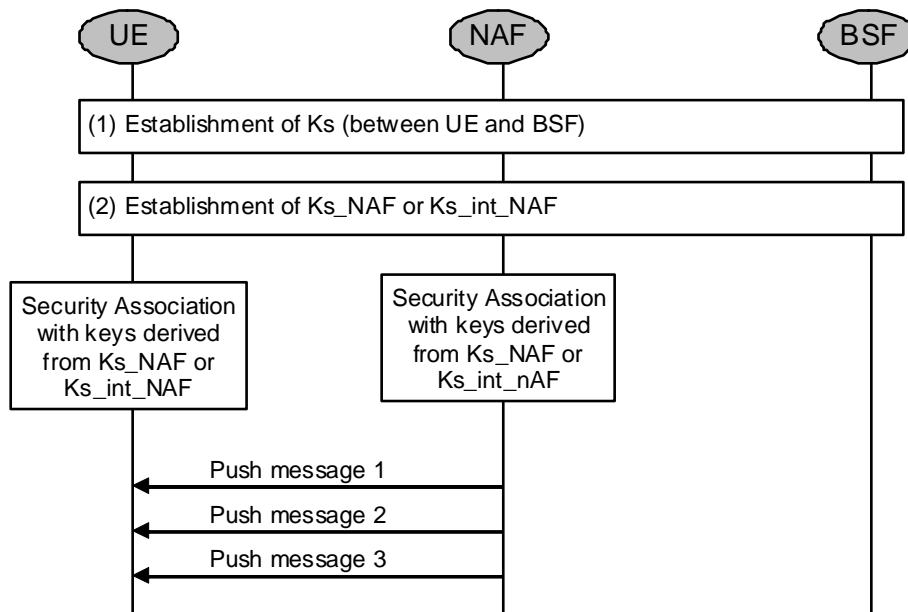 UE
NAF
BSF
(1) Establishment of Ks (between UE and BSF)
(2) Establishment of Ks_NAF or Ks_int_NAF
Security Association
with keys derived
from Ks_NAF or
Ks_int_NAF
Security Association
with keys derived
from Ks_NAF or
Ks_int_nAF
Push message 1
Push message 2
Push message 3